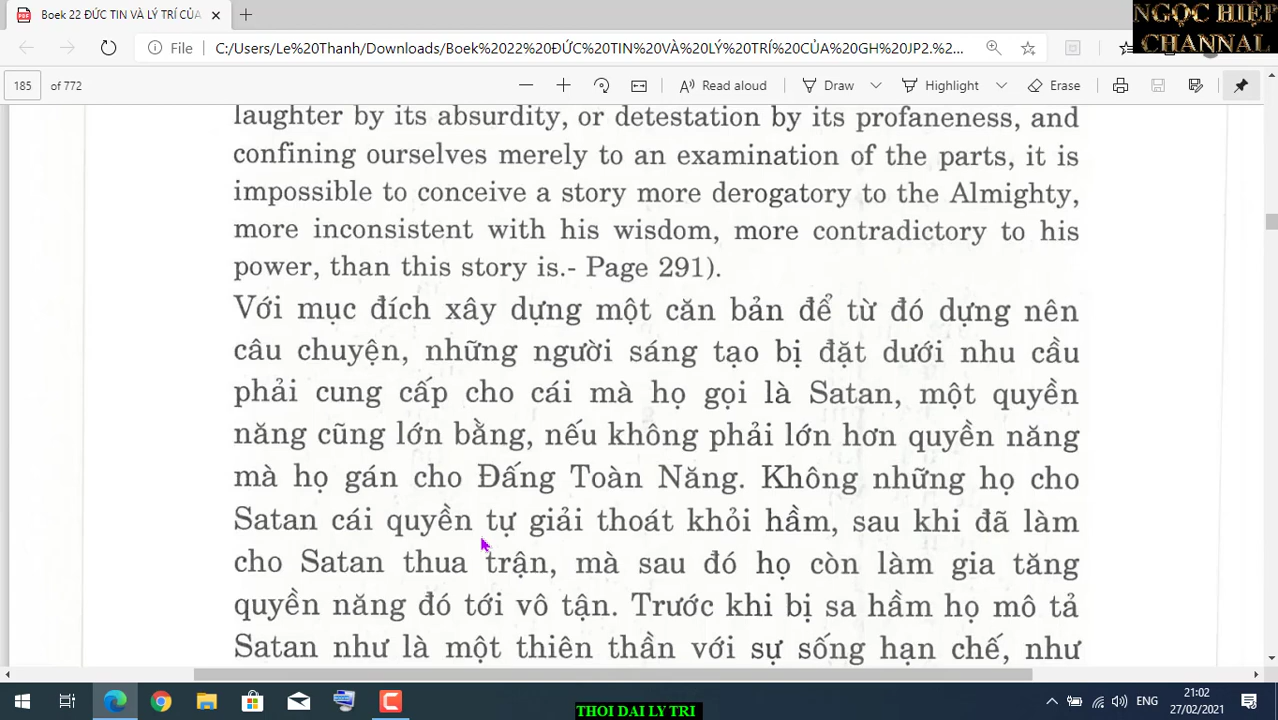 Boek 22 ĐỨC TIN VÀ LÝ TRÍ CỦA
NGỌC HIỆP
CHANNAL
File
C:/Users/Le%20Thanh/Downloads/Boek%2022%20ĐỨC%20TIN%20VÀ%20LÝ%20TRÍ%20CỦA%20GH%20JP2.%...
185 of 772
Read aloud
Draw
Highlight
Erase
laughter by its absurdity, or detestation by its profaneness, and
confining ourselves merely to an examination of the parts, it is
impossible to conceive a story more derogatory to the Almighty,
more inconsistent with his wisdom, more contradictory to his
power, than this story is.- Page 291).
Với mục đích xây dựng một căn bản để từ đó dựng nên
câu chuyện, những người sáng tạo bị đặt dưới nhu cầu
phải cung cấp cho cái mà họ gọi là Satan, một quyền
năng cũng lớn bằng, nếu không phải lớn hơn quyền năng
mà họ gán cho Đấng Toàn Năng. Không những họ cho
Satan cái quyền tự giải thoát khỏi hầm, sau khi đã làm
cho Satan thua trận, mà sau đó họ còn làm gia tăng
quyền năng đó tới vô tận. Trước khi bị sa hầm họ mô tả
Satan như là một thiên thần với sự sống hạn chế, như
ENG
21:02
27/02/2021
THOI DAI LY TRI